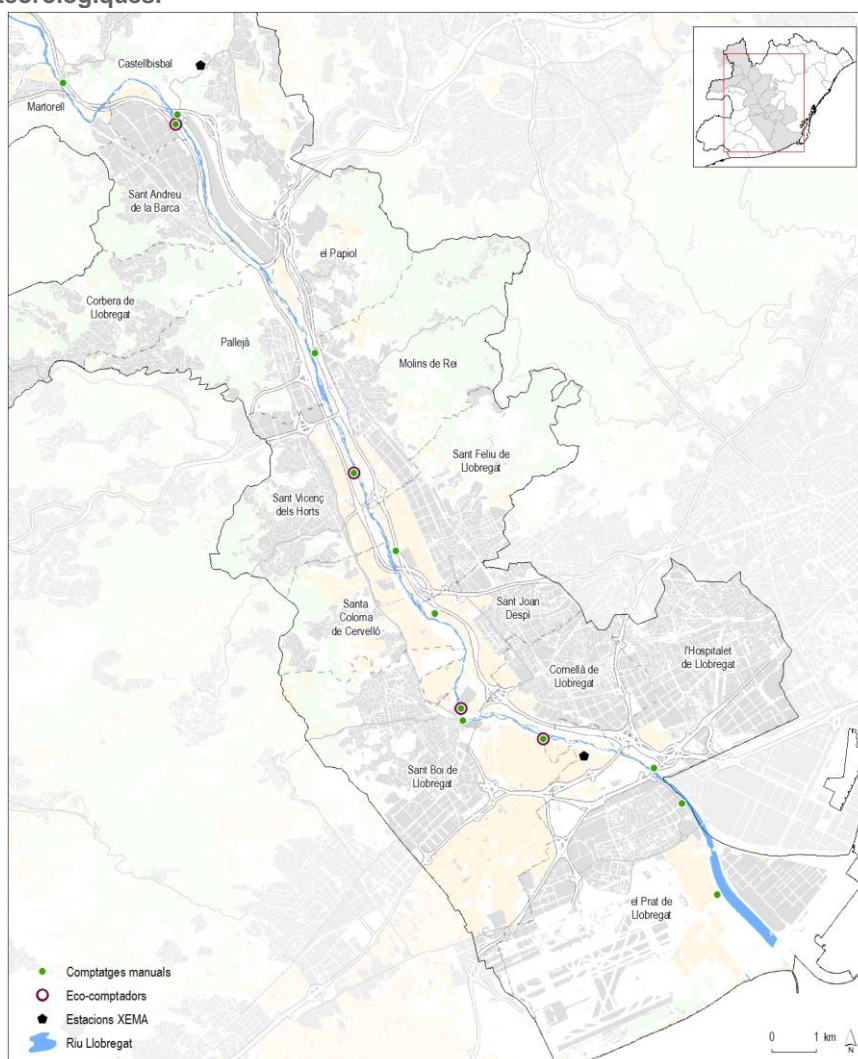 teorològiques.
Castellbisbal
Martorell
Sant Andreu
de la Barca
el Papiol
Corbera de
Llobregat
Pallejà
Molins de Rei
Sant Feliu de
Llobregat
Sant Vicenç
dels Horts
Santa
Coloma
de Cervelló
Sant Joan
Despí
Cornellà de
Llobregat
l'Hospitalet
de Llobregat
Sant Boi de
Llobregat
el Prat de
Llobregat
Comptatges manuals
Eco-comptadors
Estacions XEMA
Riu Llobregat
0 1 km
N